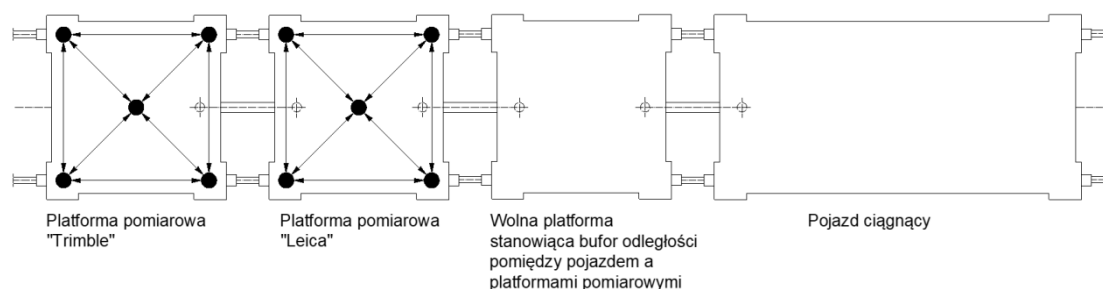 Platforma pomiarowa
"Trimble"
Platforma pomiarowa
"Leica"
Wolna platforma
stanowiąca bufor odległości
pomiędzy pojazdem a
platformami pomiarowymi
Pojazd ciągnący